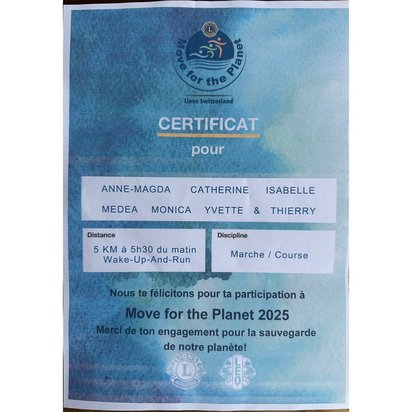 Move for the Planet
Lions Switzerland
CERTIFICAT
pour
ANNE-MAGDA CATHERINE ISABELLE
MEDEA MONICA YVETTE & THIERRY
Distance
5 KM à 5h30 du matin
Wake-Up-And-Run
Discipline
Marche / Course
Nous te félicitons pour ta participation à
Move for the Planet 2025
Merci de ton engagement pour la sauvegarde
de notre planète!
LIONS
L
LEO